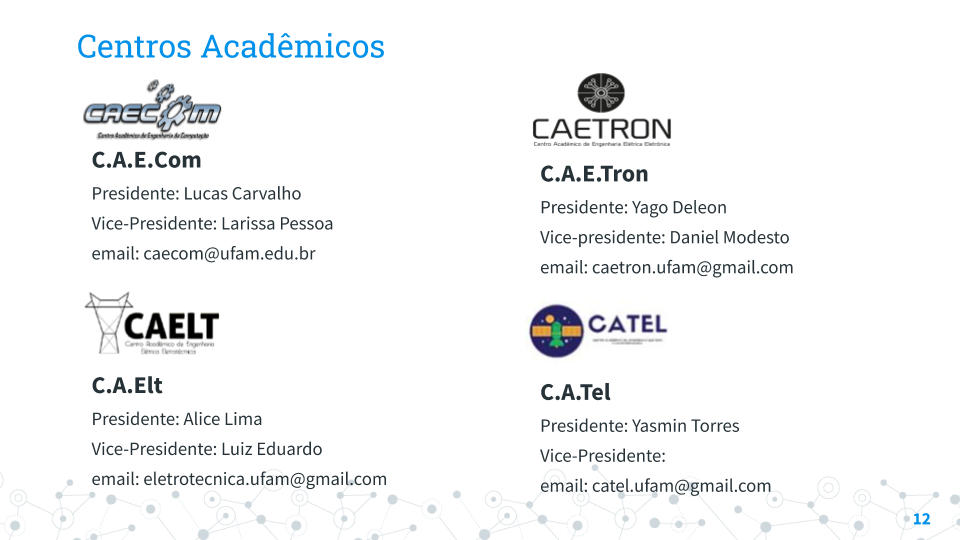 Centros Acadêmicos
CAECOM
Centro Acadêmico de Engenharia da Computação
C.A.E.Com
Presidente: Lucas Carvalho
Vice-Presidente: Larissa Pessoa
email: caecom@ufam.edu.br
CAETRON
Centro Acadêmico de Engenharia Elétrica Eletrônica
C.A.E.Tron
Presidente: Yago Deleon
Vice-presidente: Daniel Modesto
email: caetron.ufam@gmail.com
CAELT
Centro Acadêmico de Engenharia
Elétrica Eletrotécnica
C.A.Elt
Presidente: Alice Lima
Vice-Presidente: Luiz Eduardo
email: eletrotecnica.ufam@gmail.com
CATEL
C.A.Tel
Presidente: Yasmin Torres
Vice-Presidente:
email: catel.ufam@gmail.com
12